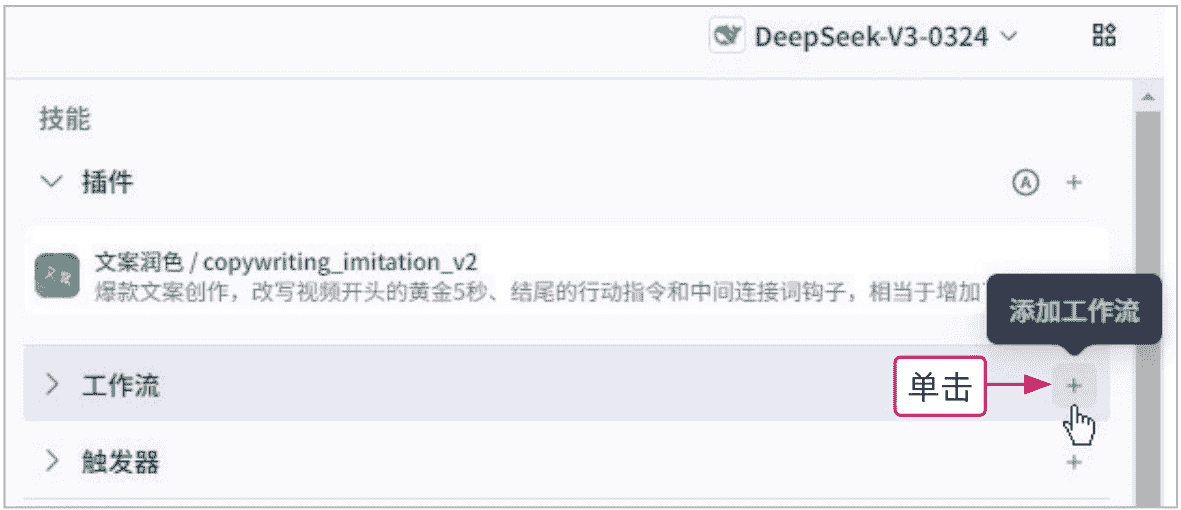 DeepSeek-V3-0324
技能
插件
文案润色 / copywriting_imitation_v2
爆款文案创作，改写视频开头的黄金5秒、结尾的行动指令和中间连接词钩子，相当于增加
添加工作流
工作流
单击
触发器